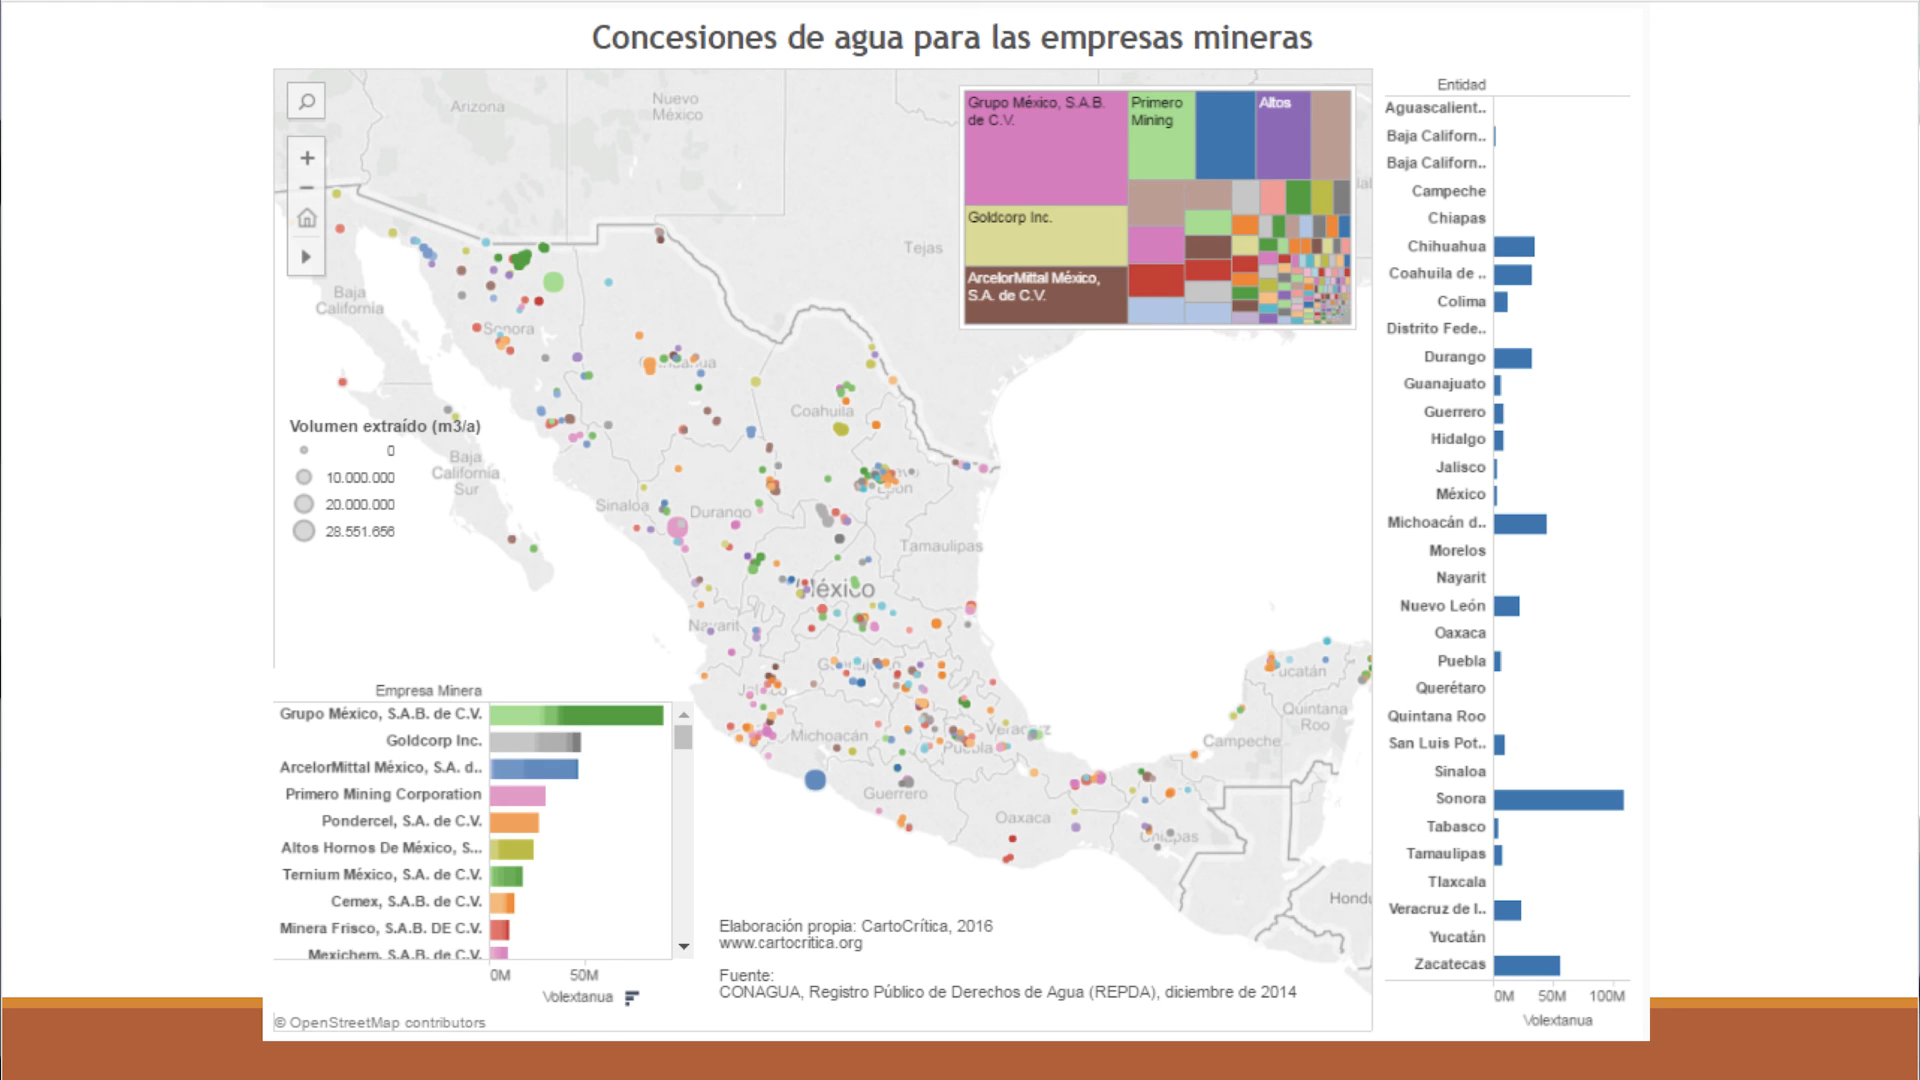 Concesiones de agua para las empresas mineras
Arizona
Nuevo
México
Tejas
Baja
California
Sonora
Coahuila
Volumen extraído (m3/a)
0
10.000.000
20.000.000
28.551.656
Baja
California
Sur
Sinaloa
Durango
León
Tamaulipas
México
Nayarit
Michoacán
Guerrero
Puebla
Veracruz
Oaxaca
Chiapas
Campeche
Yucatán
Quintana
Roo
Hondu
Grupo México, S.A.B.
de C.V.
Primero
Mining
Altos
Goldcorp Inc.
ArcelorMittal México,
S.A. de C.V.
Empresa Minera
Grupo México, S.A.B. de C.V.
Goldcorp Inc.
ArcelorMittal México, S.A. d..
Primero Mining Corporation
Pondercel, S.A. de C.V.
Altos Hornos De México, S...
Ternium México, S.A. de C.V.
Cemex, S.A.B. de C.V.
Minera Frisco, S.A.B. DE C.V.
Mexichem, S.A.B. de C.V.
0M 50M
Volextanua
Elaboración propia: CartoCrítica, 2016
www.cartocritica.org
Fuente:
CONAGUA, Registro Público de Derechos de Agua (REPDA), diciembre de 2014
© OpenStreetMap contributors
Entidad
Aguascalient..
Baja Californ..
Baja Californ..
Campeche
Chiapas
Chihuahua
Coahuila de ..
Colima
Distrito Fede..
Durango
Guanajuato
Guerrero
Hidalgo
Jalisco
México
Michoacán d..
Morelos
Nayarit
Nuevo León
Oaxaca
Puebla
Querétaro
Quintana Roo
San Luis Pot..
Sinaloa
Sonora
Tabasco
Tamaulipas
Tlaxcala
Veracruz de I..
Yucatán
Zacatecas
0M 50M 100M
Volextanua